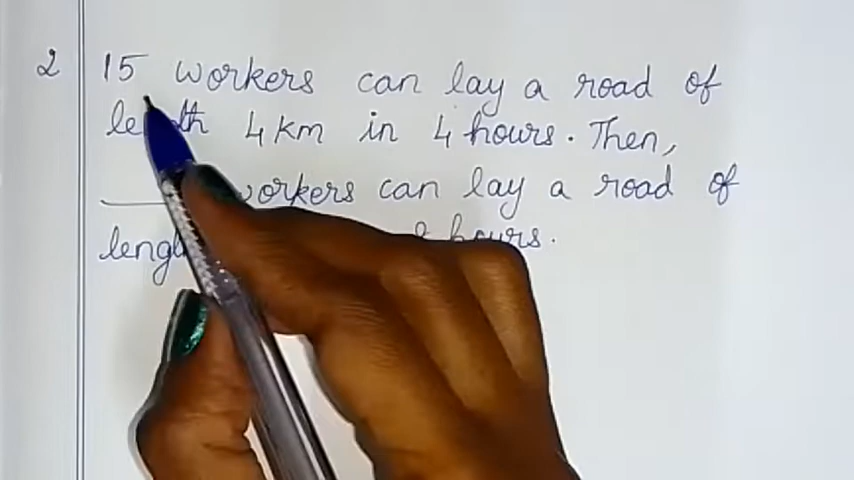 2 15 workers can lay a road of
length 4 km in 4 hours. Then,
workers can lay a road of
hours.